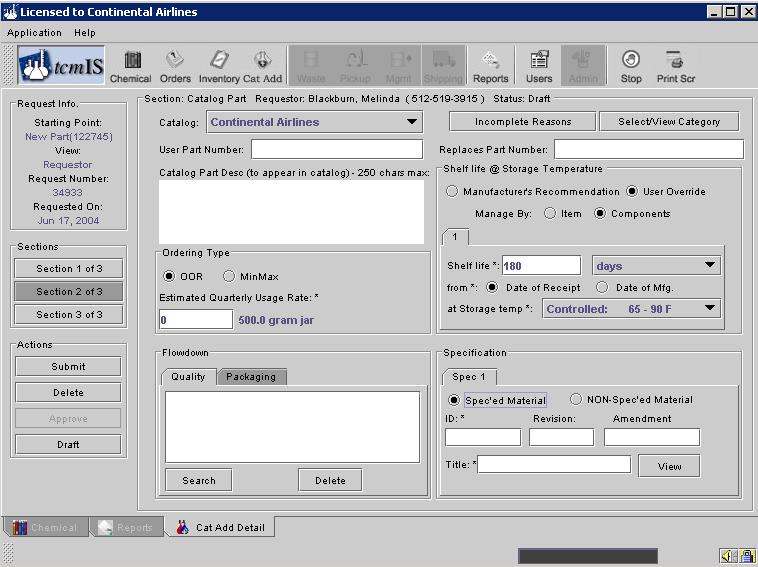 Licensed to Continental Airlines
Application Help
tcmIS Chemical Orders Inventory Cat Add Waste Pickup Mgmt Shipping Reports Users Admin Stop Print Scr
Request Info.
Starting Point:
New Part(122745)
View:
Requestor
Request Number:
34933
Requested On:
Jun 17, 2004
Sections
Section 1 of 3
Section 2 of 3
Section 3 of 3
Actions
Submit
Delete
Approve
Draft
Section: Catalog Part Requestor: Blackburn, Melinda ( 512-519-3915 ) Status: Draft
Catalog: Continental Airlines Incomplete Reasons Select/View Category
User Part Number: Replaces Part Number:
Catalog Part Desc (to appear in catalog) - 250 chars max:
Ordering Type
OOR MinMax
Estimated Quarterly Usage Rate: *
0 500.0 gram jar
Shelf life @ Storage Temperature
Manufacturer's Recommendation User Override
Manage By: Item Components
1
Shelf life *: 180 days
from *: Date of Receipt Date of Mfg.
at Storage temp *: Controlled: 65 - 90 F
Flowdown
Quality Packaging
Search Delete
Specification
Spec 1
Spec'ed Material NON-Spec'ed Material
ID: * Revision: Amendment
Title: * View
Chemical Reports Cat Add Detail